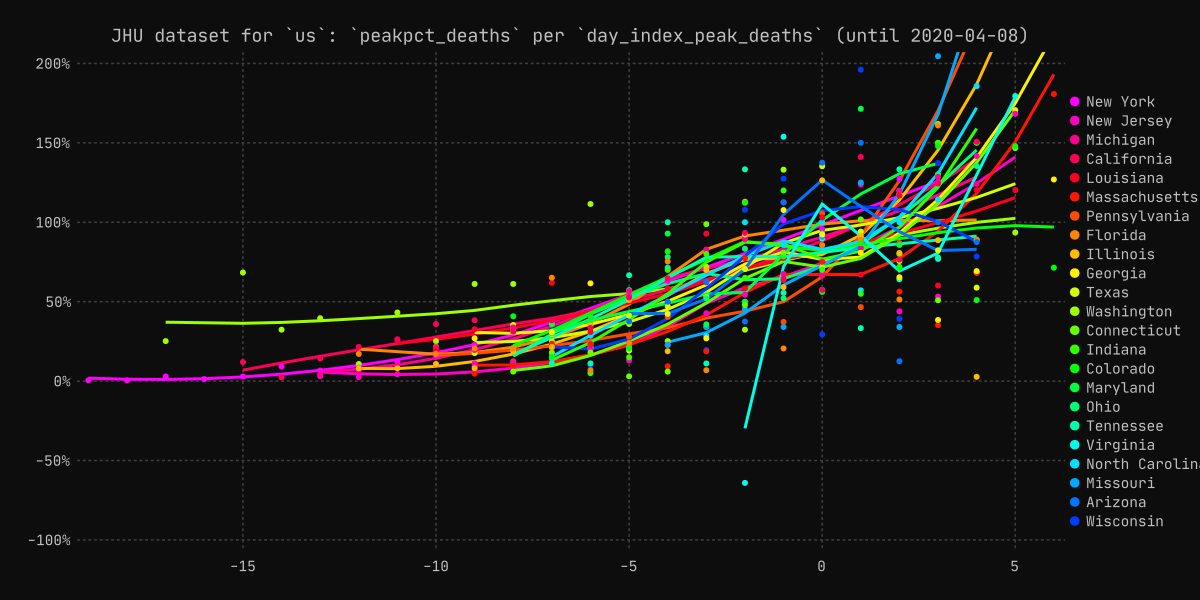 JHU dataset for `us`: `peakpct_deaths` per `day_index_peak_deaths` (until 2020-04-08)
200%
150%
100%
50%
0%
-50%
-100%
-15
-10
-5
0
5
New York
New Jersey
Michigan
California
Louisiana
Massachusetts
Pennsylvania
Florida
Illinois
Georgia
Texas
Washington
Connecticut
Indiana
Colorado
Maryland
Ohio
Tennessee
Virginia
North Carolin
Missouri
Arizona
Wisconsin